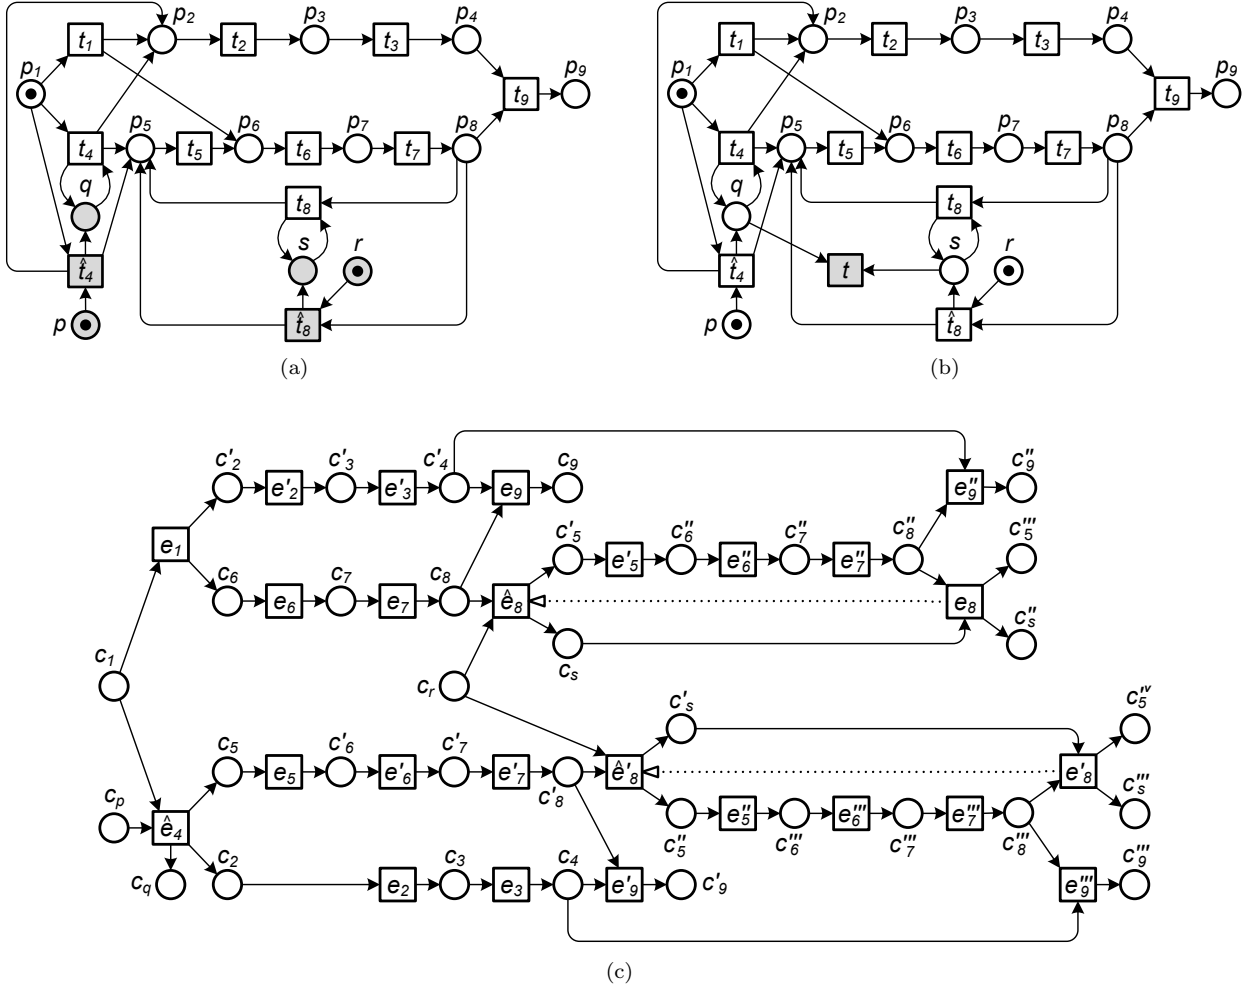 p2 p3 p4 p2 p3 p4
t1 t2 t3 t1 t2 t3
p1 p9 p1 p9
t9 t9
p5 p6 p7 p8 p5 p6 p7 p8
t4 t5 t6 t7 t4 t5 t6 t7
q t8 q t8
s r s r
t̂4 t̂4 t
p t̂8 p t̂8
(a) (b)
c'2 c'3 c'4 c''9
e'2 e'3 e9 c9 e''9
c'5 c''6 c''7 c''8 c'''5
e1 e'5 e''6 e''7
c6 c7 c8
e6 e7 ê8 e8
c''s
c1 cs
cr
c's c5ᴵⱽ
c5 c'6 c'7
e5 e'6 e'7 ê'8 e'8
cp c'8 c'''s
ê4 e''5 e'''6 e'''7
c2 c3 c4 c''5 c'''6 c'''7 c'''8 c'''9
cq e2 e3 e'9 c'9 e'''9
(c)